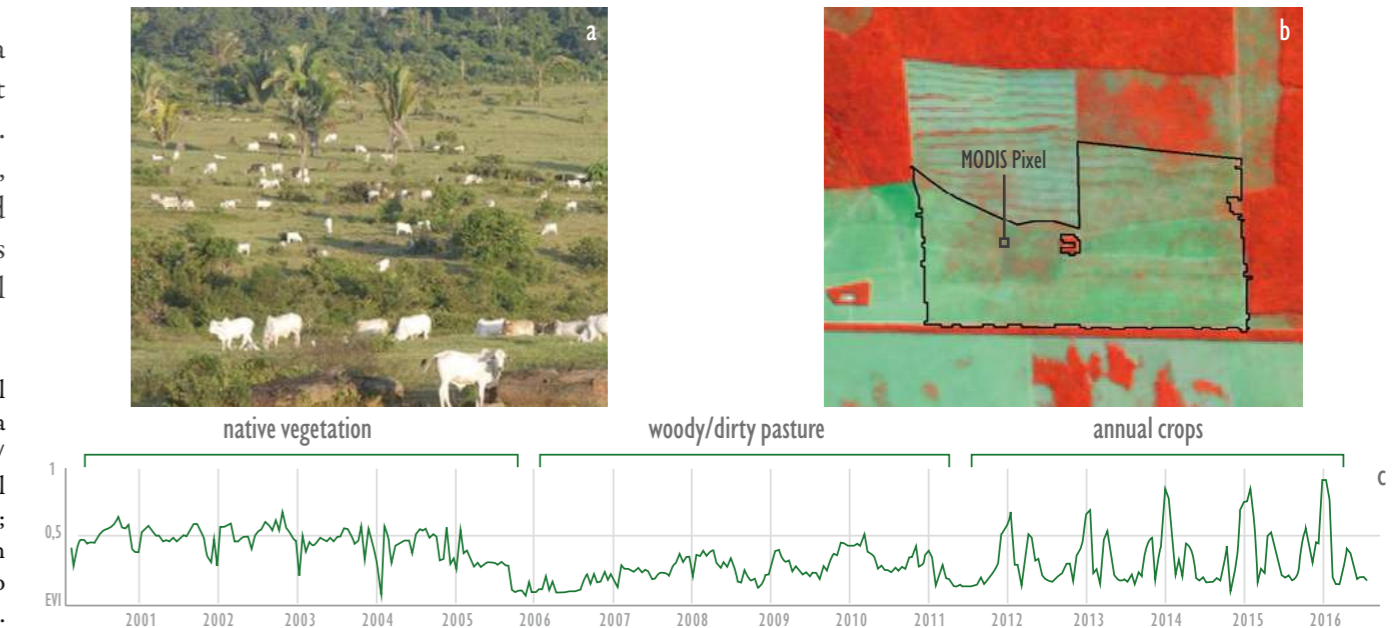 a
t
.
,
d
s
l
l
a
/
l
;
n
o
.
a
b
MODIS Pixel
native vegetation
woody/dirty pasture
annual crops
c
1
0,5
EVI
2001 2002 2003 2004 2005 2006 2007 2008 2009 2010 2011 2012 2013 2014 2015 2016